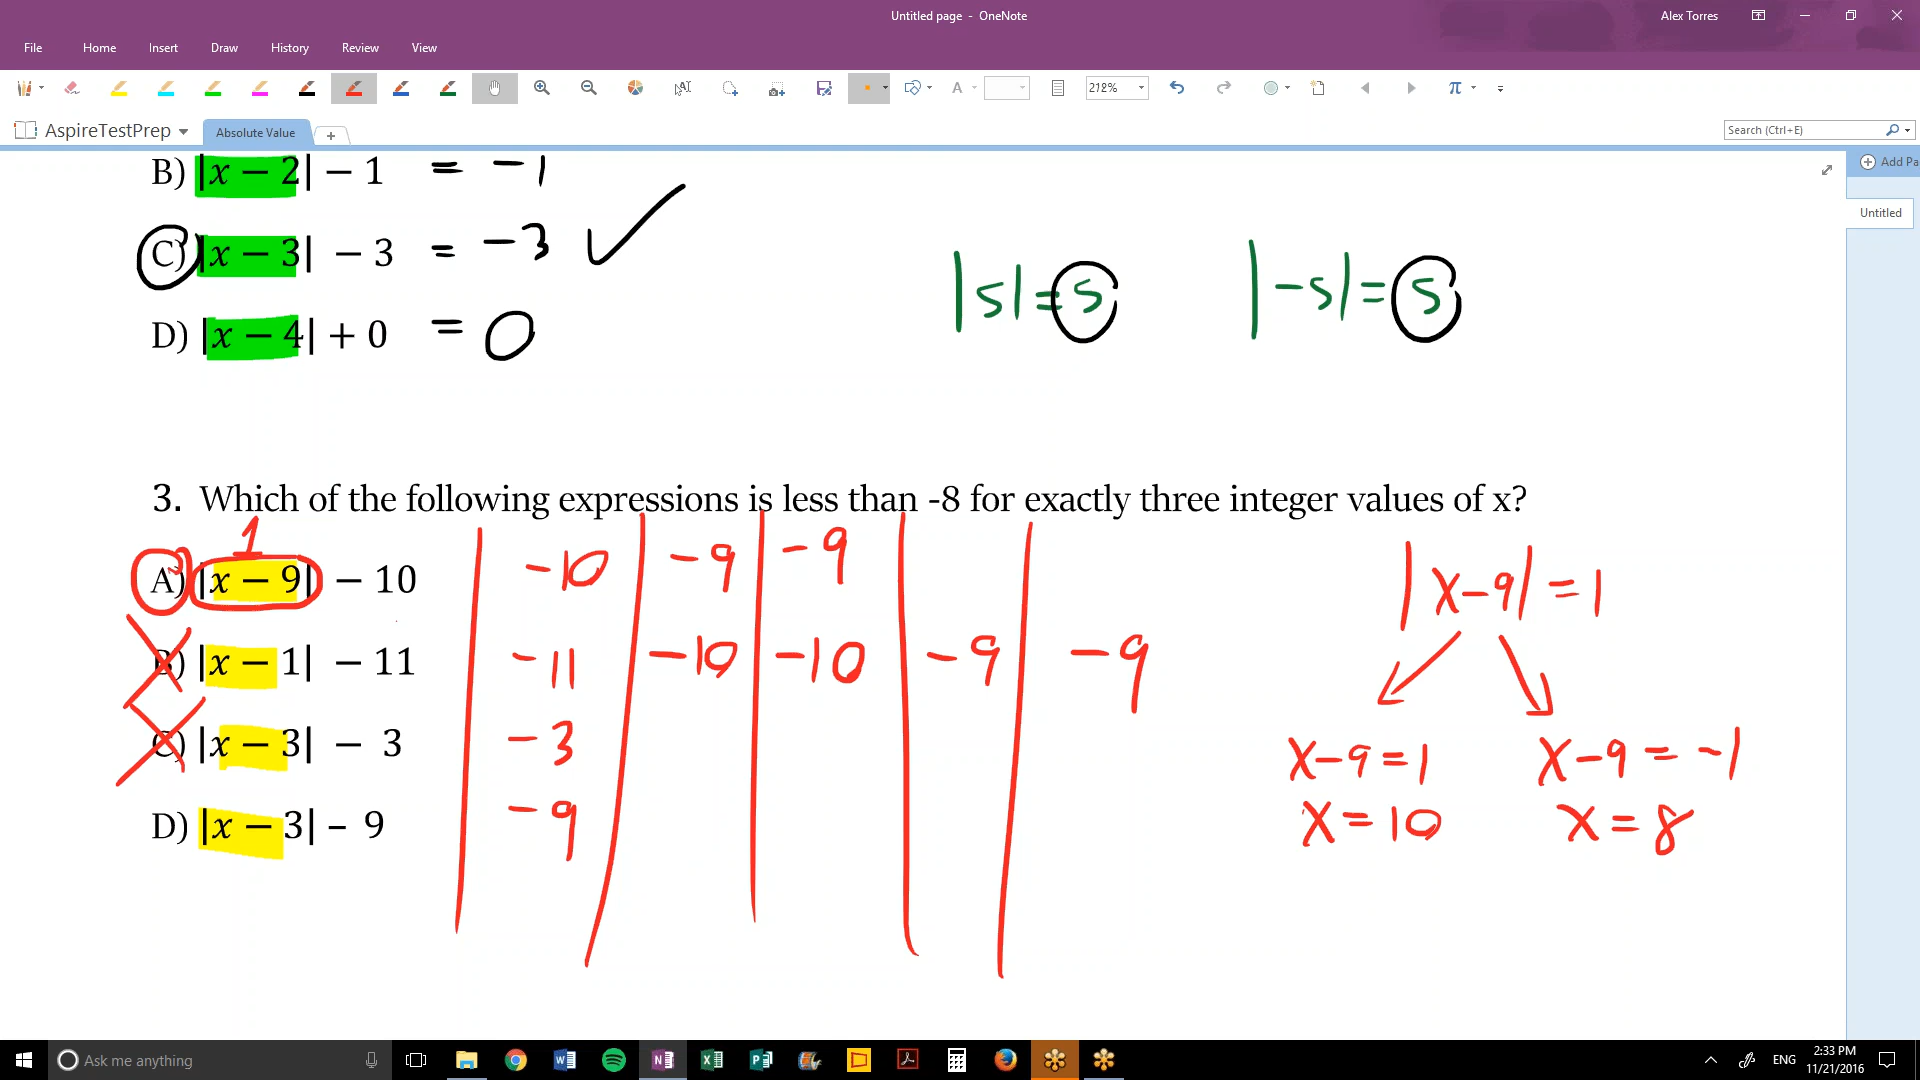 Untitled page - OneNote
Alex Torres
File Home Insert Draw History Review View
212%
AspireTestPrep
Absolute Value
Search (Ctrl+E)
Add Pa
Untitled
B) |x − 2| − 1 = −1
C) |x − 3| − 3 = −3
D) |x − 4| + 0 = 0
|5| = 5 |−5| = 5
3. Which of the following expressions is less than -8 for exactly three integer values of x?
1
A) |x − 9| − 10 −10 −9 −9
B) |x − 1| − 11 −11 −10 −10 −9 −9
C) |x − 3| − 3 −3
D) |x − 3| – 9 −9
|x−9| = 1
x−9 = 1 x−9 = −1
x = 10 x = 8
Ask me anything
ENG
2:33 PM
11/21/2016